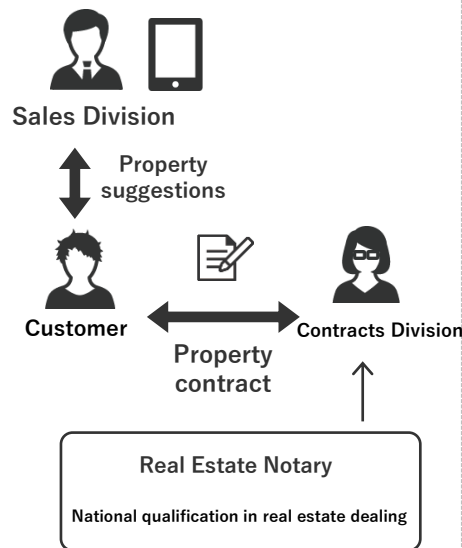 Sales Division
Property
suggestions
Customer
Contracts Division
Property
contract
Real Estate Notary
National qualification in real estate dealing